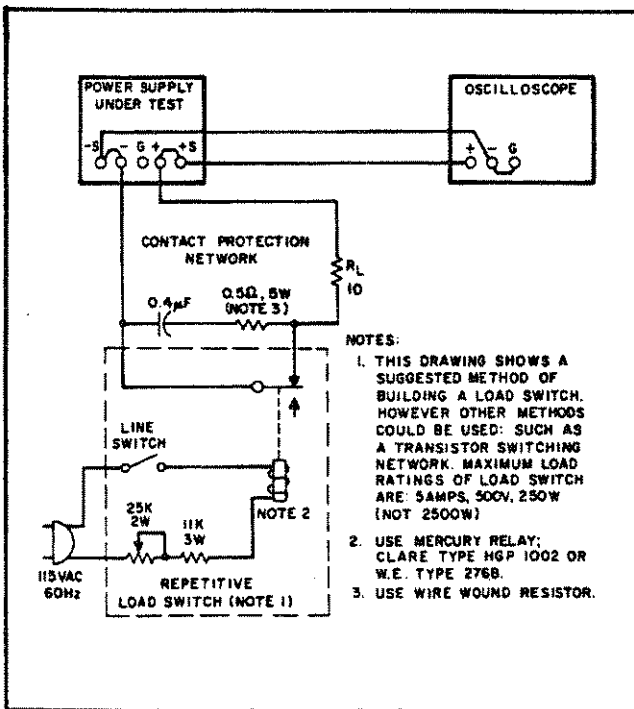 POWER SUPPLY
UNDER TEST
-S - G + +S
OSCILLOSCOPE
+ - G
CONTACT PROTECTION
NETWORK
RL
10
0.4µF
0.5Ω, 5W
(NOTE 3)
LINE
SWITCH
NOTE 2
25K
2W
11K
3W
115VAC
60Hz
REPETITIVE
LOAD SWITCH (NOTE 1)
NOTES:
1. THIS DRAWING SHOWS A
SUGGESTED METHOD OF
BUILDING A LOAD SWITCH.
HOWEVER OTHER METHODS
COULD BE USED: SUCH AS
A TRANSISTOR SWITCHING
NETWORK. MAXIMUM LOAD
RATINGS OF LOAD SWITCH
ARE: 5AMPS, 500V, 250W
(NOT 2500W)
2. USE MERCURY RELAY;
CLARE TYPE HGP 1002 OR
W.E. TYPE 276B.
3. USE WIRE WOUND RESISTOR.